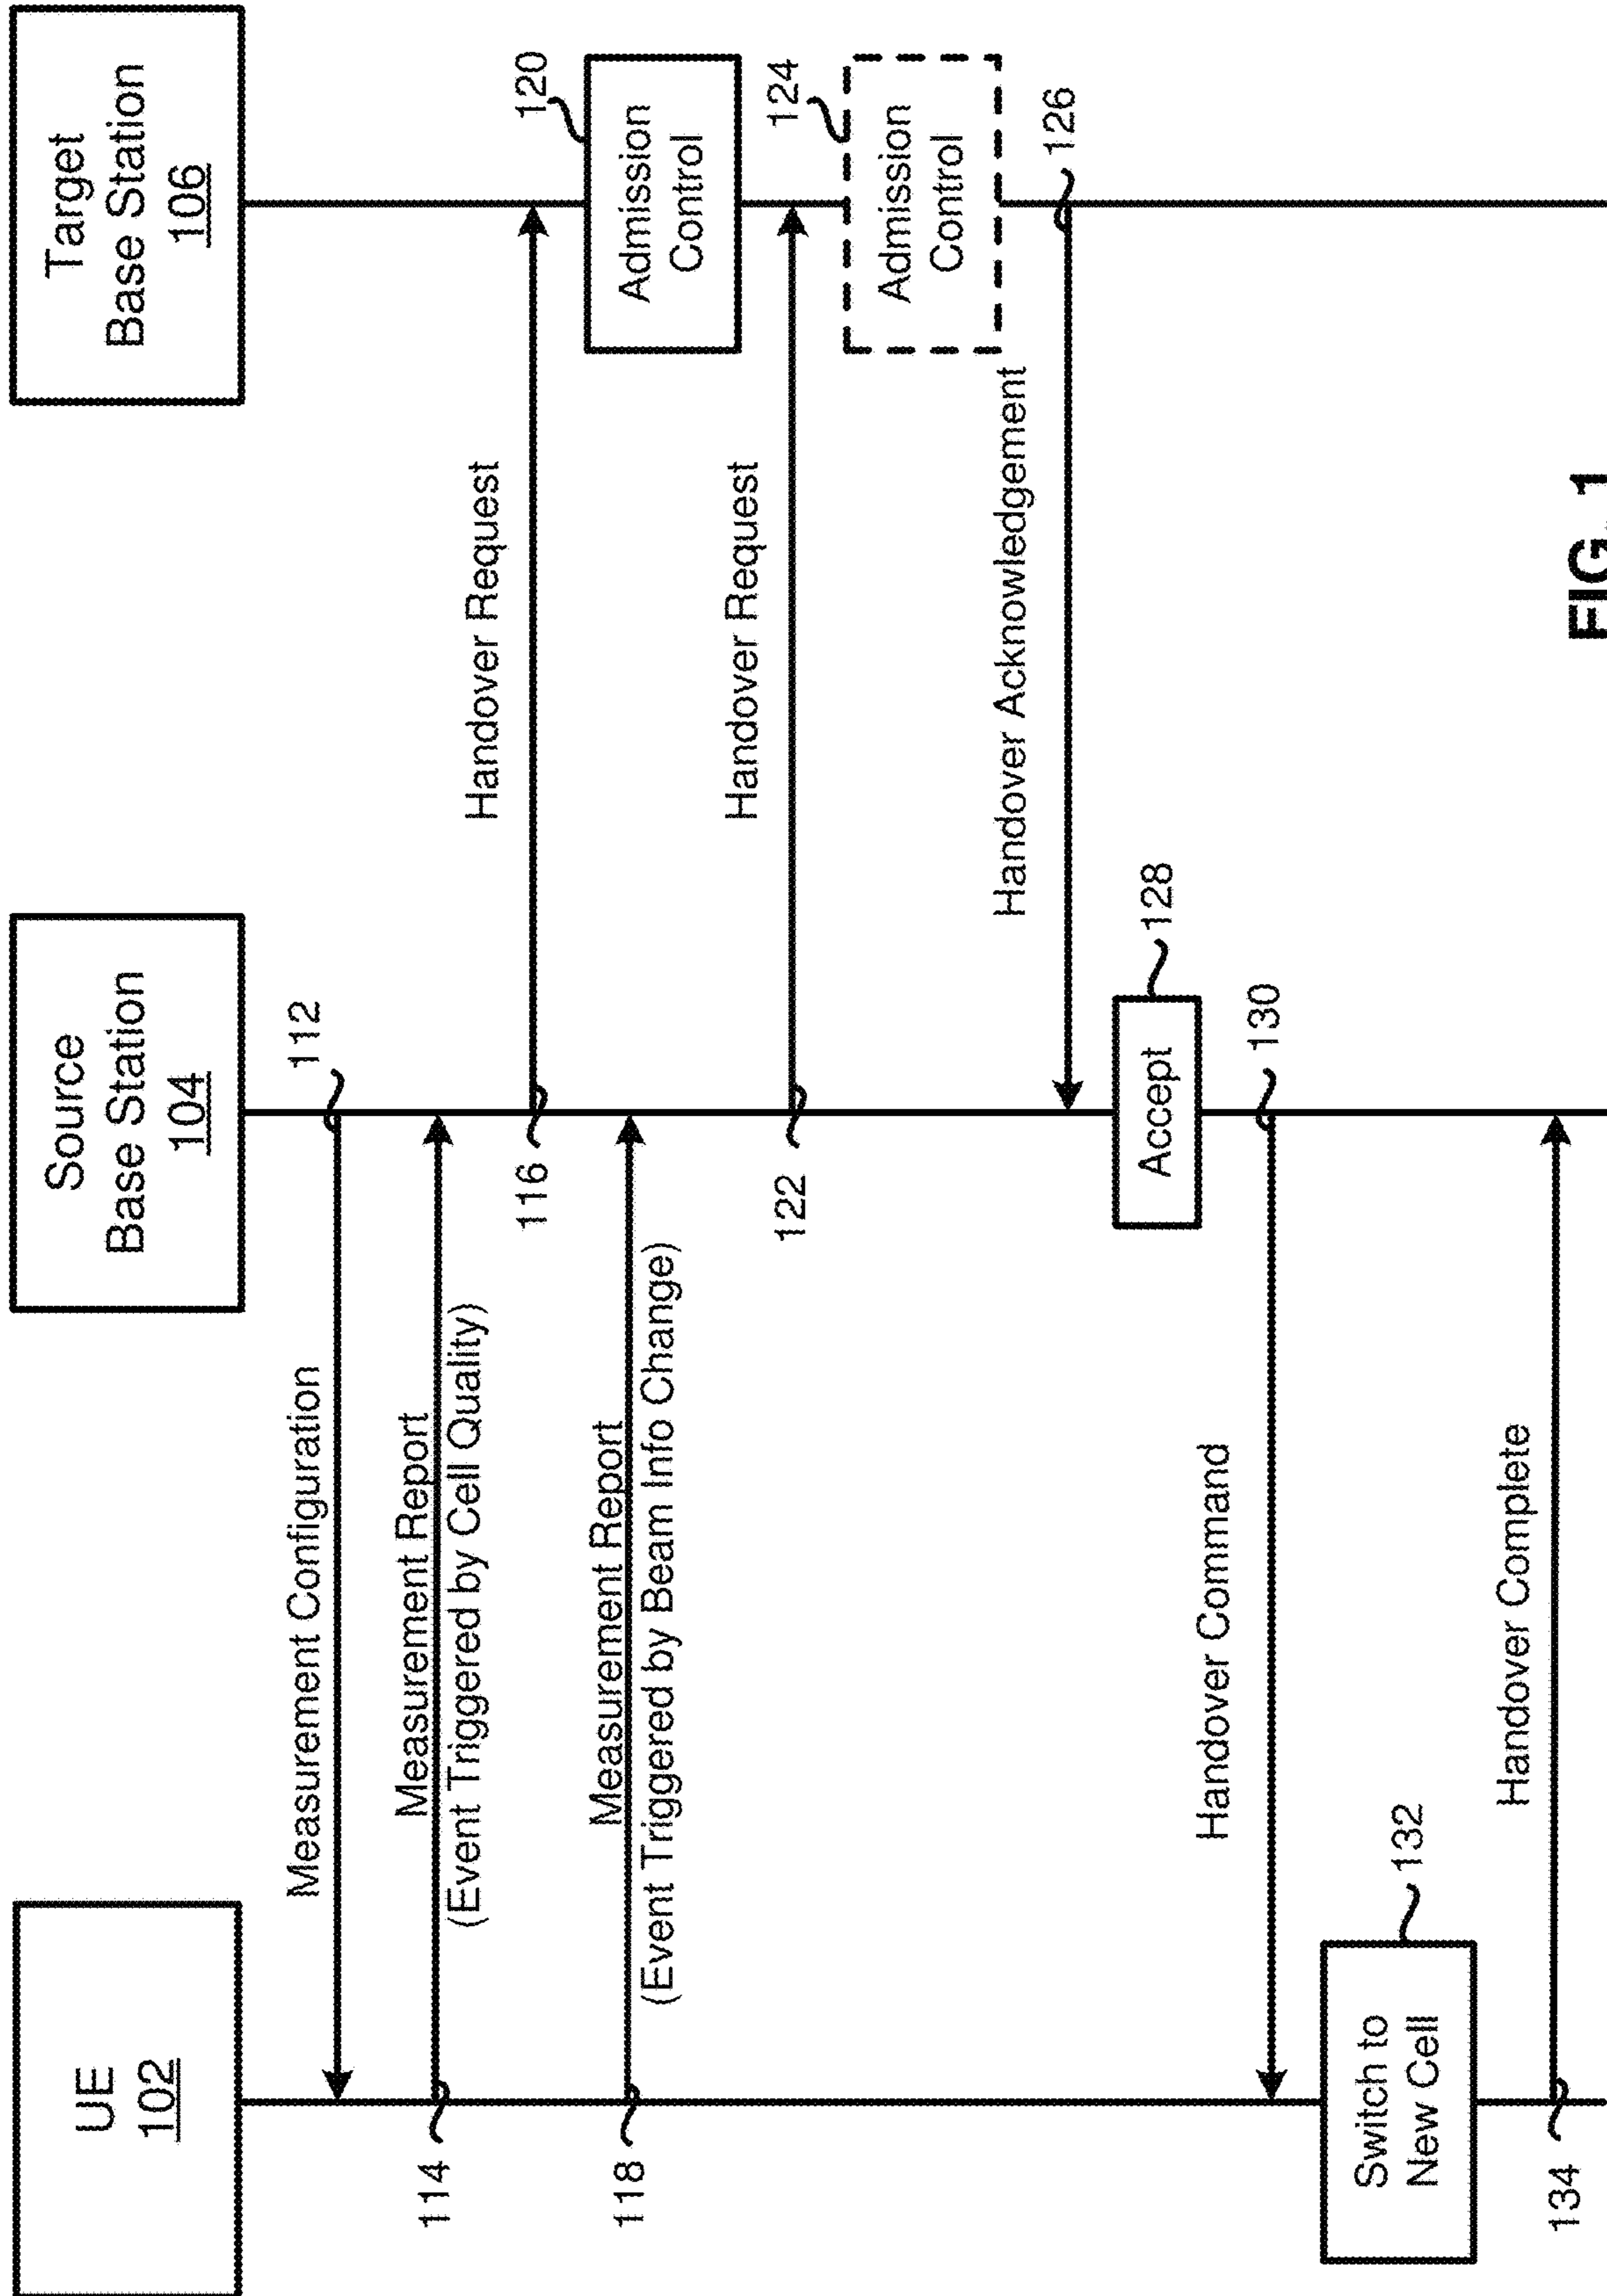 UE
102
Source
Base Station
104
Target
Base Station
106
112
Measurement Configuration
114
Measurement Report
(Event Triggered by Cell Quality)
116
Handover Request
118
Measurement Report
(Event Triggered by Beam Info Change)
120
Admission
Control
122
Handover Request
124
Admission
Control
Handover Acknowledgement
126
Accept
128
Handover Command
130
Switch to
New Cell
132
134
Handover Complete
FIG. 1